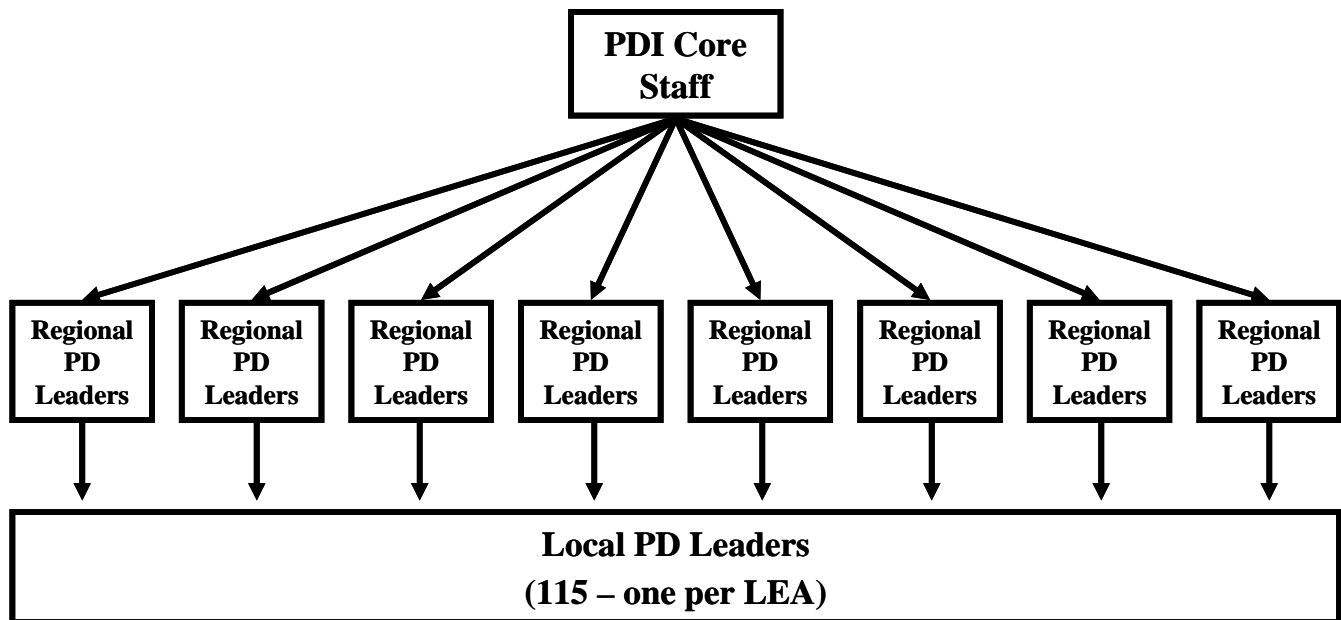 PDI Core
Staff
Regional
PD
Leaders
Regional
PD
Leaders
Regional
PD
Leaders
Regional
PD
Leaders
Regional
PD
Leaders
Regional
PD
Leaders
Regional
PD
Leaders
Regional
PD
Leaders
Local PD Leaders
(115 – one per LEA)